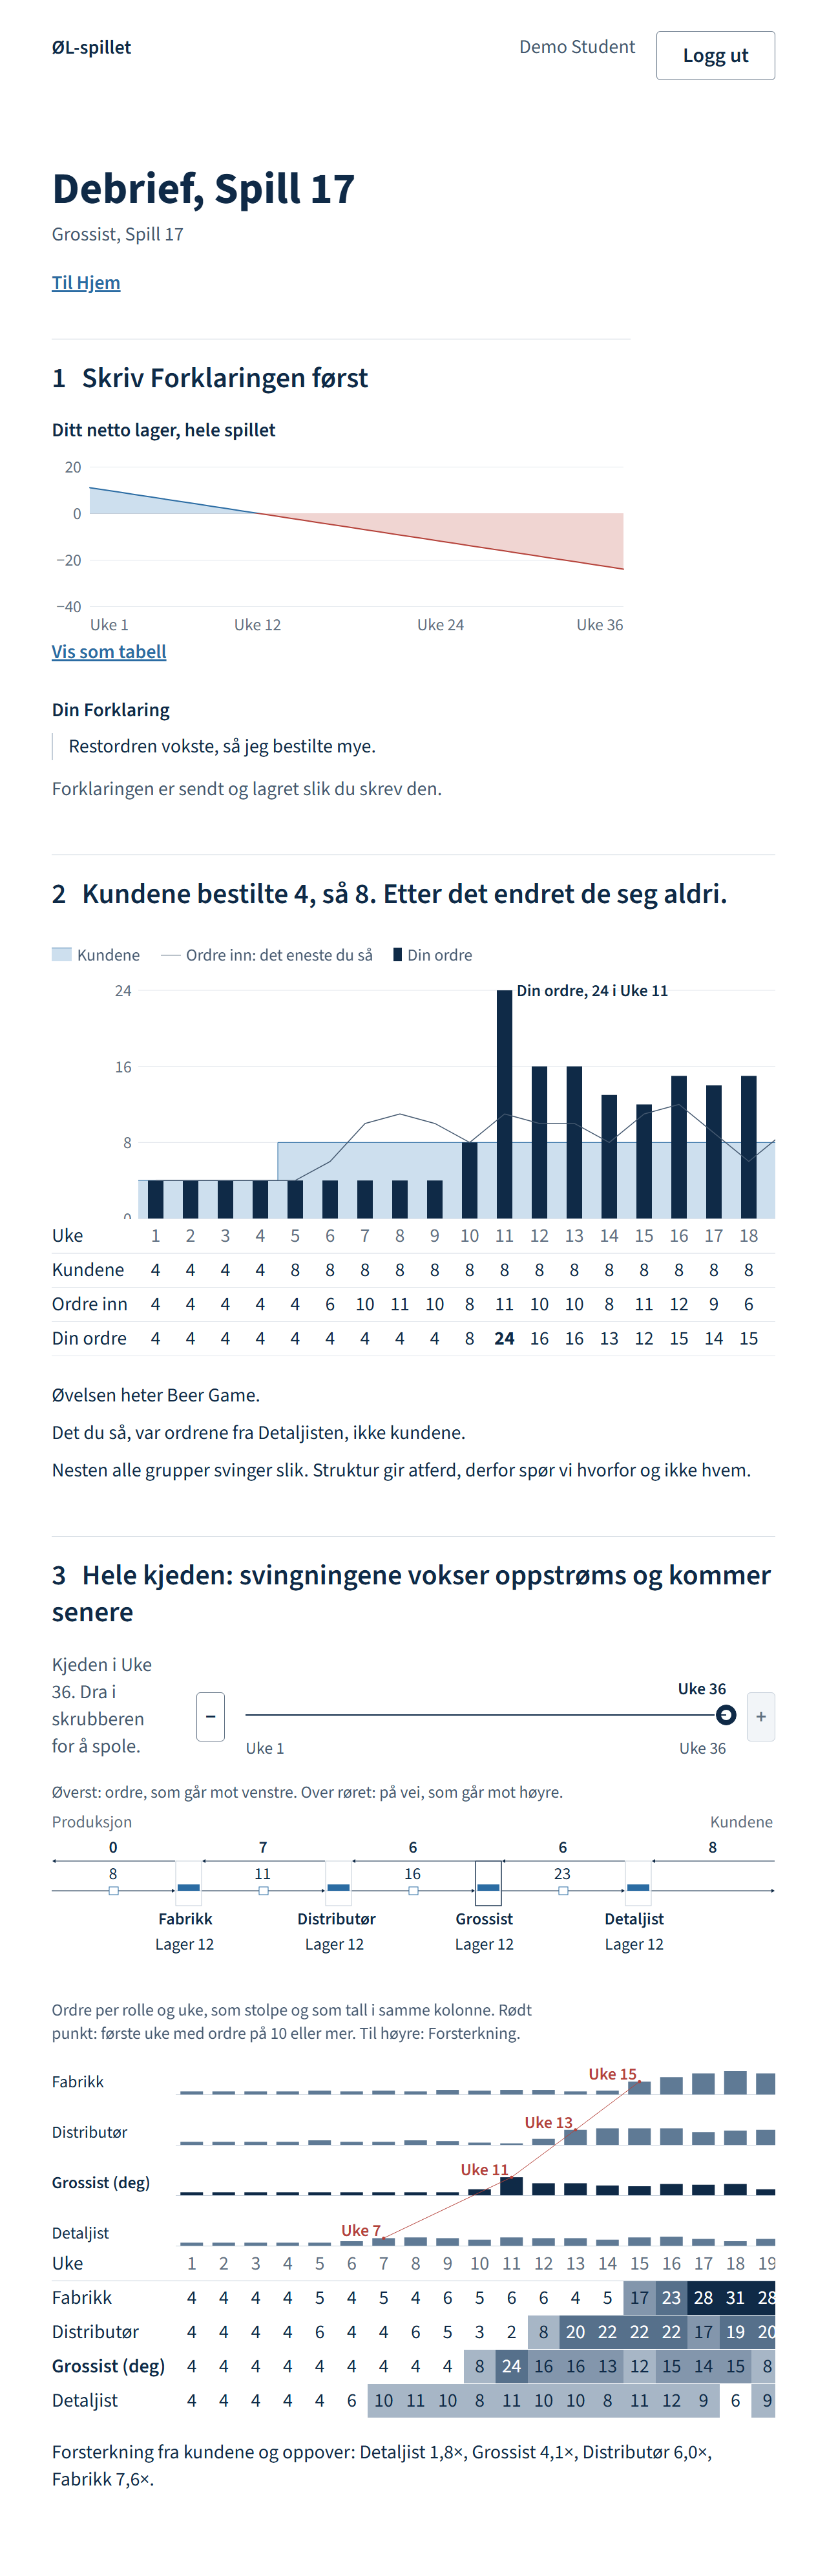 ØL-spillet
Demo Student
Logg ut
Debrief, Spill 17
Grossist, Spill 17
Til Hjem
1 Skriv Forklaringen først
Ditt netto lager, hele spillet
20
0
−20
−40
Uke 1 Uke 12 Uke 24 Uke 36
Vis som tabell
Din Forklaring
Restordren vokste, så jeg bestilte mye.
Forklaringen er sendt og lagret slik du skrev den.
2 Kundene bestilte 4, så 8. Etter det endret de seg aldri.
Kundene Ordre inn: det eneste du så Din ordre
24 Din ordre, 24 i Uke 11
16
8
0
Uke 1 2 3 4 5 6 7 8 9 10 11 12 13 14 15 16 17 18
Kundene 4 4 4 4 8 8 8 8 8 8 8 8 8 8 8 8 8 8
Ordre inn 4 4 4 4 4 6 10 11 10 8 11 10 10 8 11 12 9 6
Din ordre 4 4 4 4 4 4 4 4 4 8 24 16 16 13 12 15 14 15
Øvelsen heter Beer Game.
Det du så, var ordrene fra Detaljisten, ikke kundene.
Nesten alle grupper svinger slik. Struktur gir atferd, derfor spør vi hvorfor og ikke hvem.
3 Hele kjeden: svingningene vokser oppstrøms og kommer
senere
Kjeden i Uke
36. Dra i
skrubberen
for å spole.
−
Uke 36
+
Uke 1 Uke 36
Øverst: ordre, som går mot venstre. Over røret: på vei, som går mot høyre.
Produksjon Kundene
0 7 6 6 8
8 11 16 23
Fabrikk Distributør Grossist Detaljist
Lager 12 Lager 12 Lager 12 Lager 12
Ordre per rolle og uke, som stolpe og som tall i samme kolonne. Rødt
punkt: første uke med ordre på 10 eller mer. Til høyre: Forsterkning.
Fabrikk Uke 15
Distributør Uke 13
Grossist (deg) Uke 11
Detaljist Uke 7
Uke 1 2 3 4 5 6 7 8 9 10 11 12 13 14 15 16 17 18 19
Fabrikk 4 4 4 4 5 4 5 4 6 5 6 6 4 5 17 23 28 31 28
Distributør 4 4 4 4 6 4 4 6 5 3 2 8 20 22 22 22 17 19 20
Grossist (deg) 4 4 4 4 4 4 4 4 4 8 24 16 16 13 12 15 14 15 8
Detaljist 4 4 4 4 4 6 10 11 10 8 11 10 10 8 11 12 9 6 9
Forsterkning fra kundene og oppover: Detaljist 1,8×, Grossist 4,1×, Distributør 6,0×,
Fabrikk 7,6×.